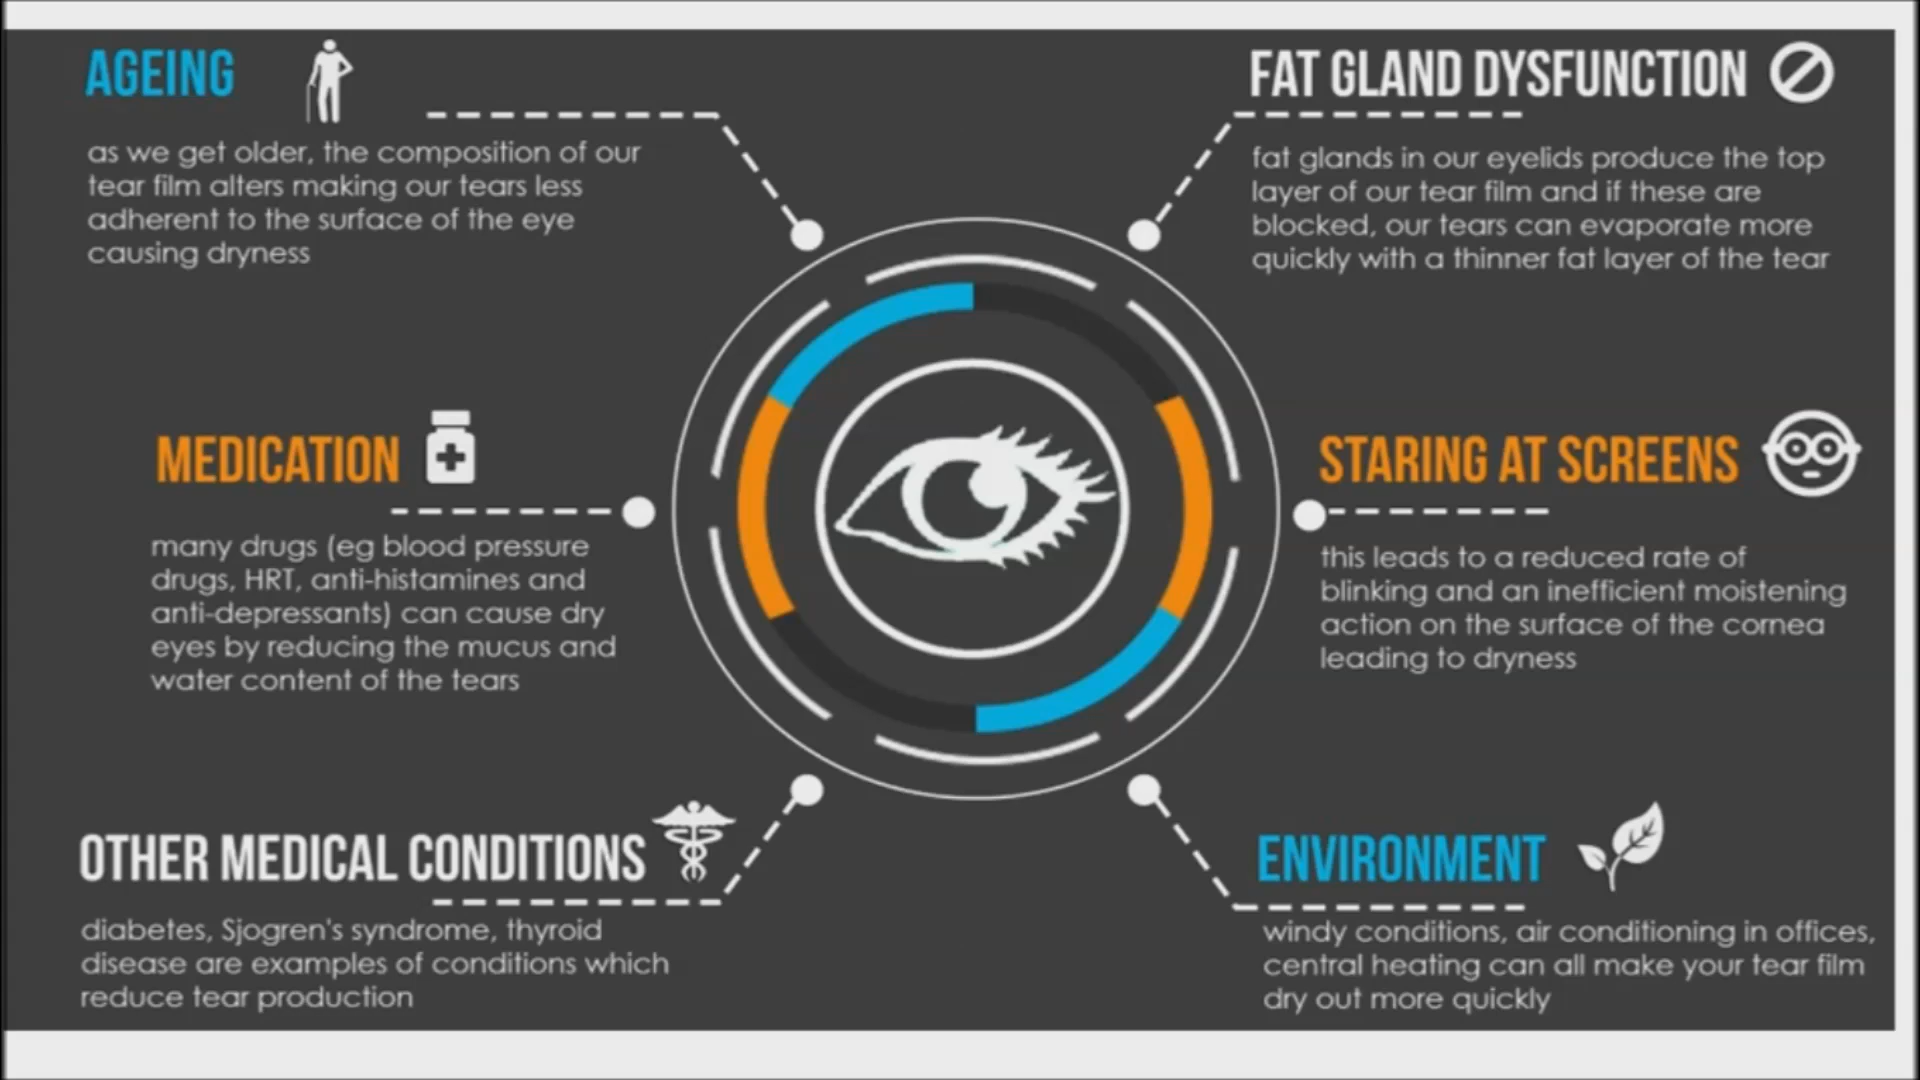 AGEING
as we get older, the composition of our
tear film alters making our tears less
adherent to the surface of the eye
causing dryness
FAT GLAND DYSFUNCTION
fat glands in our eyelids produce the top
layer of our tear film and if these are
blocked, our tears can evaporate more
quickly with a thinner fat layer of the tear
MEDICATION
many drugs (eg blood pressure
drugs, HRT, anti-histamines and
anti-depressants) can cause dry
eyes by reducing the mucus and
water content of the tears
STARING AT SCREENS
this leads to a reduced rate of
blinking and an inefficient moistening
action on the surface of the cornea
leading to dryness
OTHER MEDICAL CONDITIONS
diabetes, Sjogren's syndrome, thyroid
disease are examples of conditions which
reduce tear production
ENVIRONMENT
windy conditions, air conditioning in offices,
central heating can all make your tear film
dry out more quickly